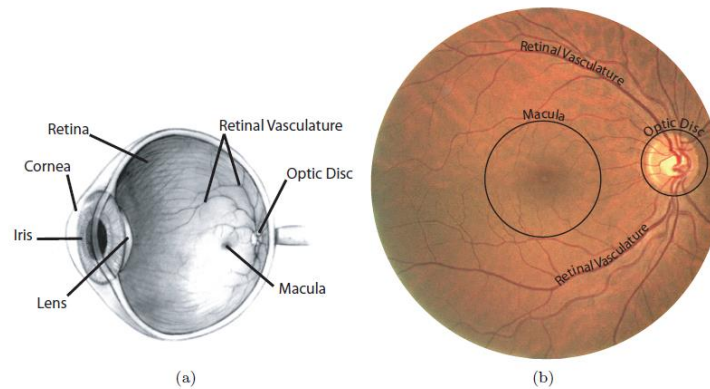 Retina
Retinal Vasculature
Cornea
Optic Disc
Iris
Lens
Macula
(a)
Retinal Vasculature
Macula
Optic Disc
Retinal Vasculature
(b)